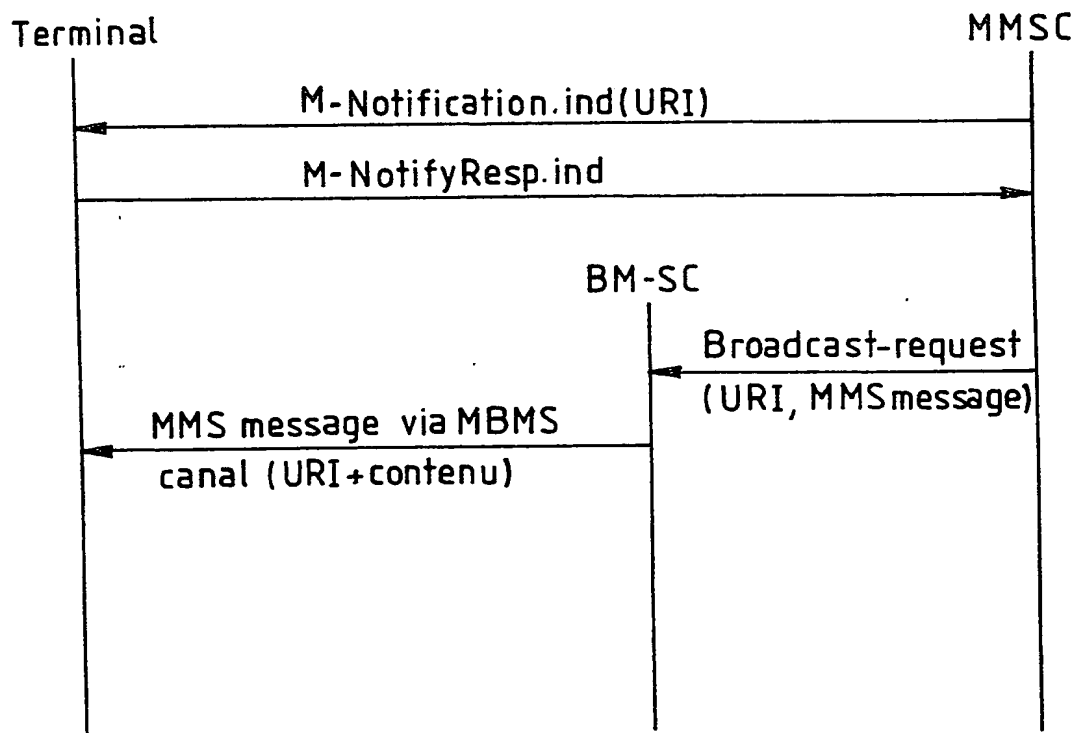 Terminal
MMSC
M-Notification.ind(URI)
M-NotifyResp.ind
BM-SC
Broadcast-request
(URI, MMSmessage)
MMS message via MBMS
canal (URI+contenu)